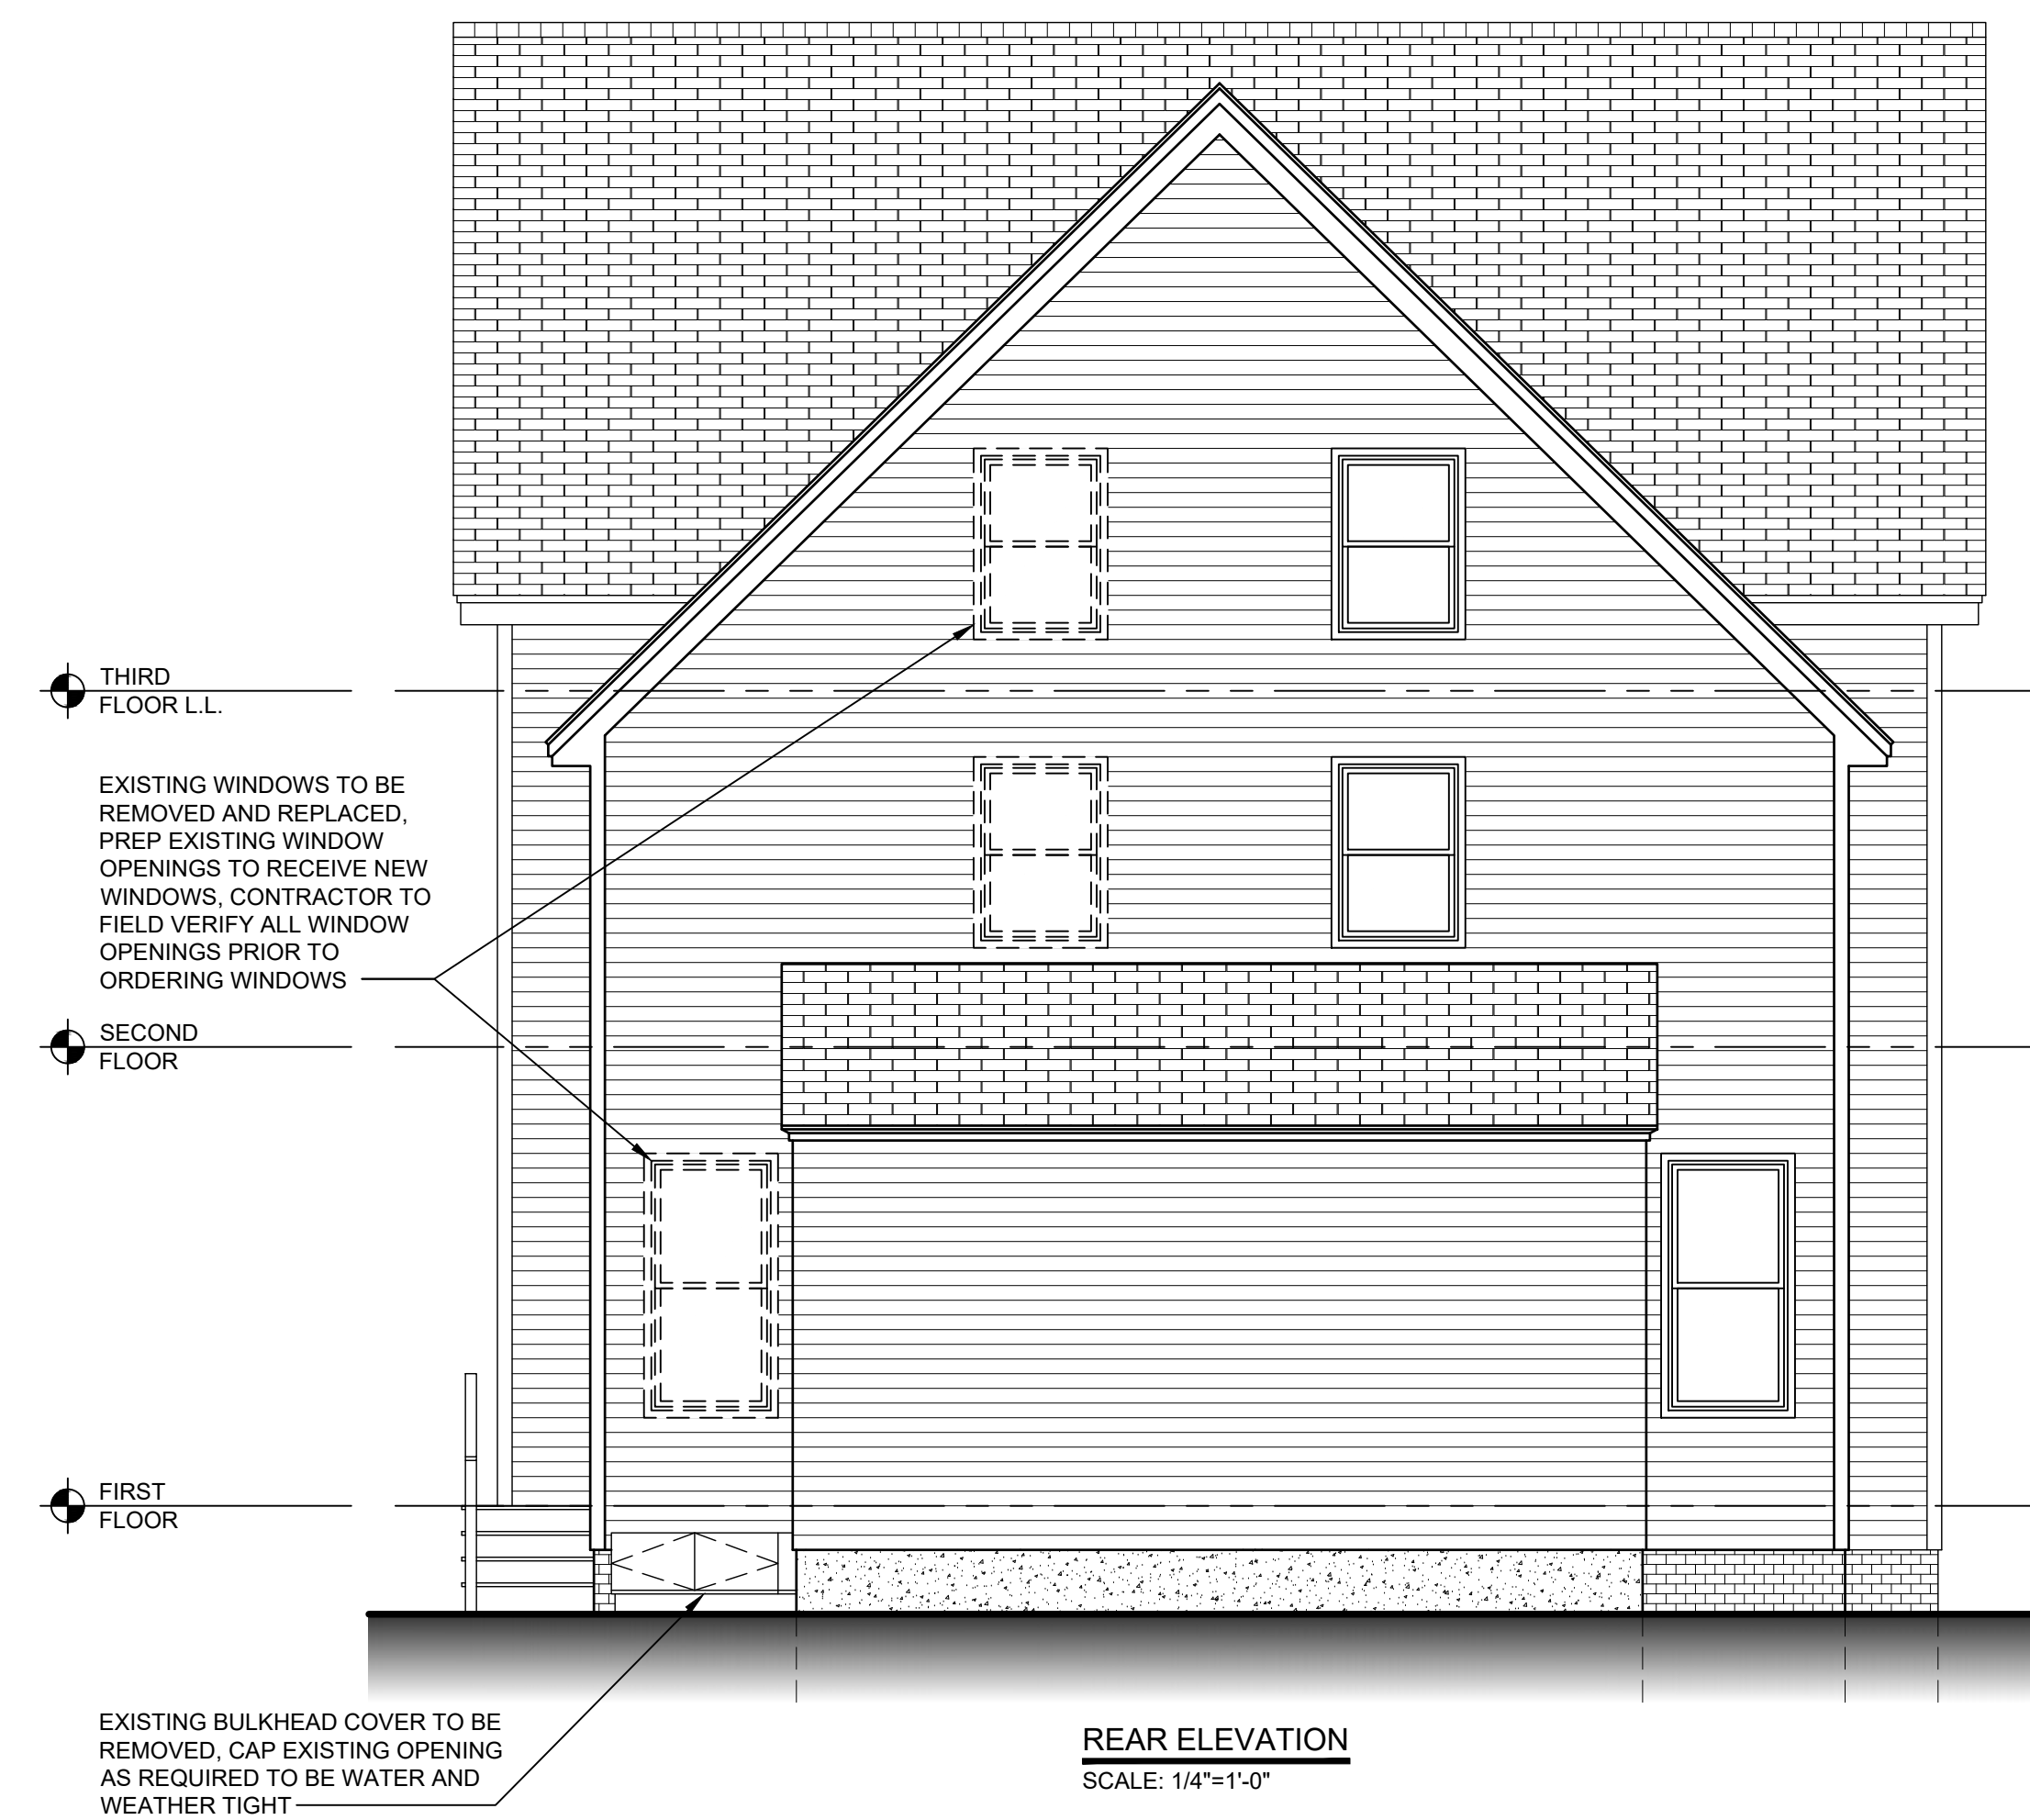 THIRD
FLOOR L.L.
EXISTING WINDOWS TO BE
REMOVED AND REPLACED,
PREP EXISTING WINDOW
OPENINGS TO RECEIVE NEW
WINDOWS, CONTRACTOR TO
FIELD VERIFY ALL WINDOW
OPENINGS PRIOR TO
ORDERING WINDOWS
SECOND
FLOOR
FIRST
FLOOR
EXISTING BULKHEAD COVER TO BE
REMOVED, CAP EXISTING OPENING
AS REQUIRED TO BE WATER AND
WEATHER TIGHT
REAR ELEVATION
SCALE: 1/4"=1'-0"